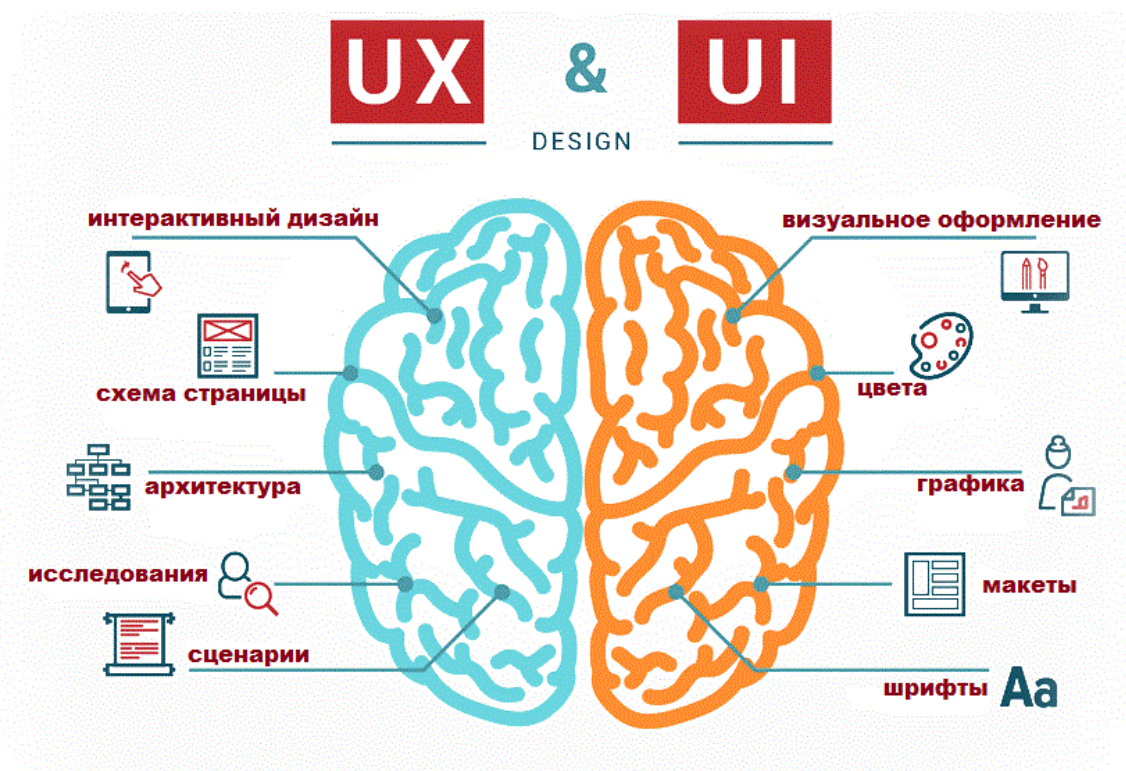 UX & UI
DESIGN
интерактивный дизайн
визуальное оформление
схема страницы
цвета
архитектура
графика
исследования
макеты
сценарии
шрифты Aa